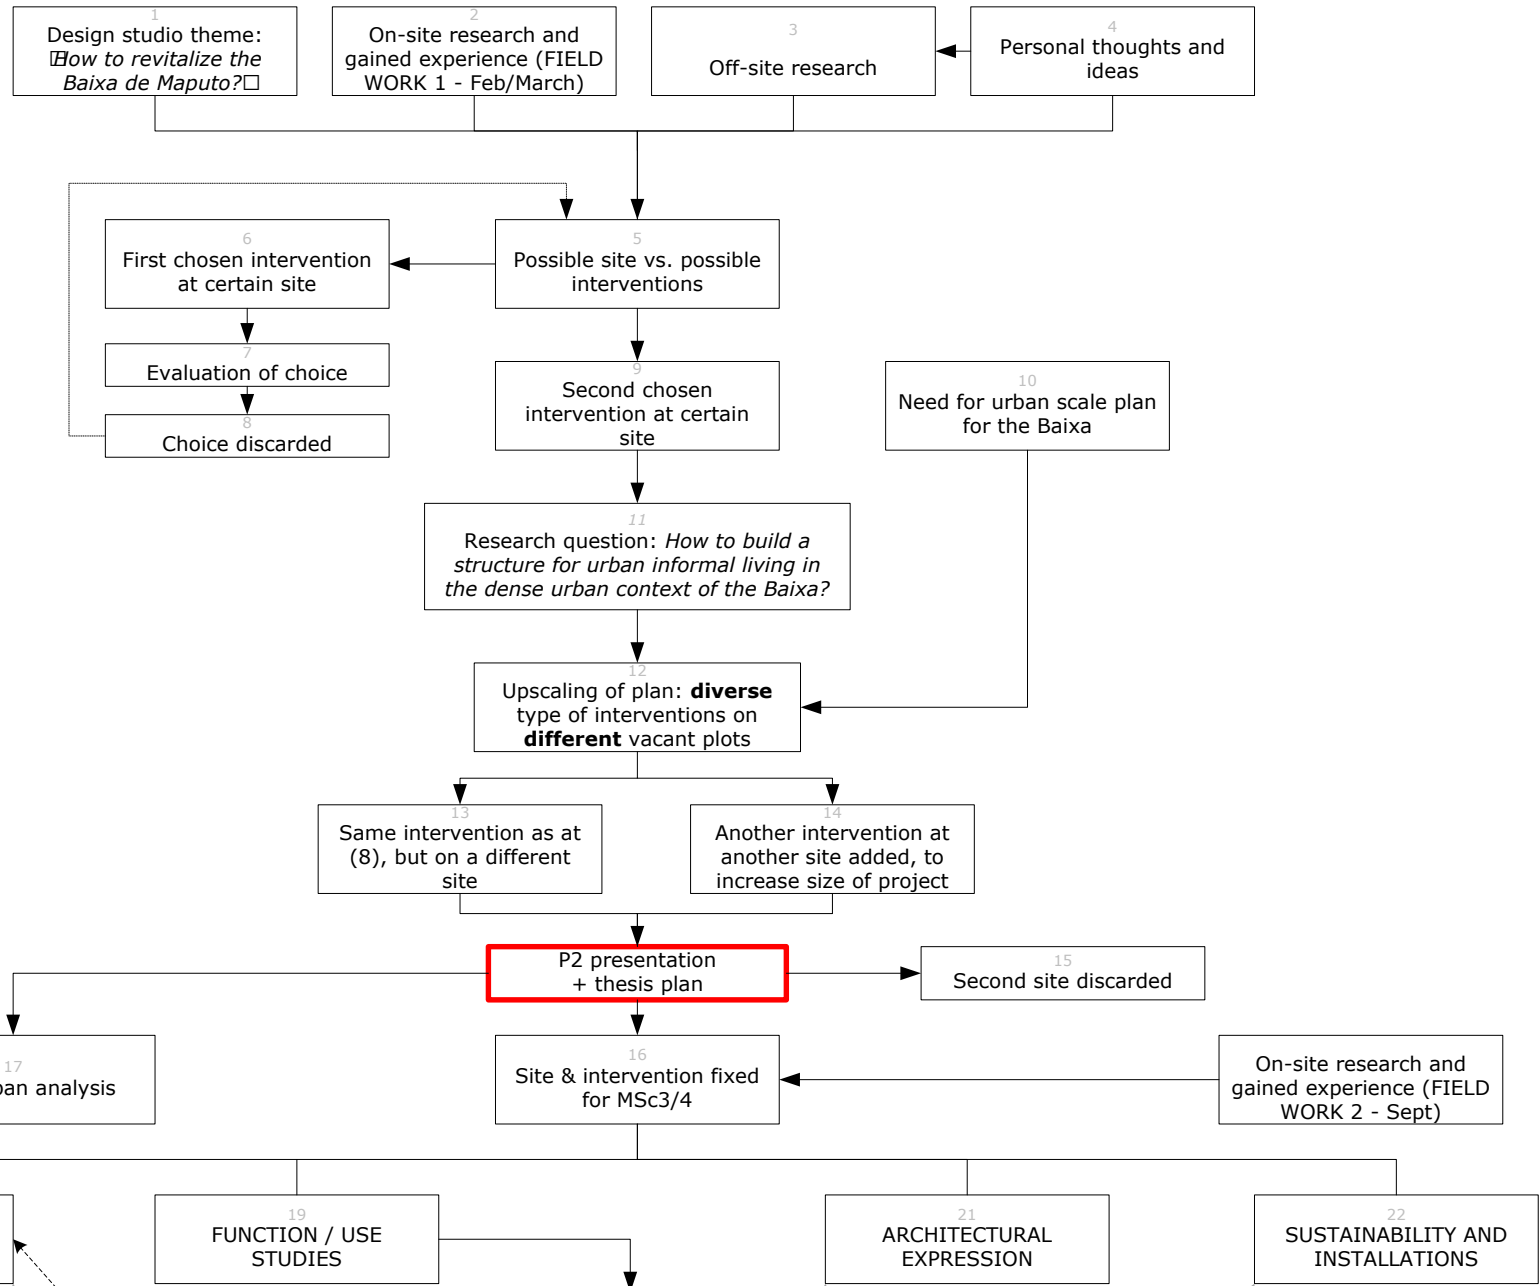 1
Design studio theme:
How to revitalize the
Baixa de Maputo?
2
On-site research and
gained experience (FIELD
WORK 1 - Feb/March)
3
Off-site research
4
Personal thoughts and
ideas
6
First chosen intervention
at certain site
5
Possible site vs. possible
interventions
7
Evaluation of choice
8
Choice discarded
9
Second chosen
intervention at certain
site
10
Need for urban scale plan
for the Baixa
11
Research question: How to build a
structure for urban informal living in
the dense urban context of the Baixa?
12
Upscaling of plan: diverse
type of interventions on
different vacant plots
13
Same intervention as at
(8), but on a different
site
14
Another intervention at
another site added, to
increase size of project
P2 presentation
+ thesis plan
15
Second site discarded
17
analysis
16
Site & intervention fixed
for MSc3/4
On-site research and
gained experience (FIELD
WORK 2 - Sept)
19
FUNCTION / USE
STUDIES
21
ARCHITECTURAL
EXPRESSION
22
SUSTAINABILITY AND
INSTALLATIONS